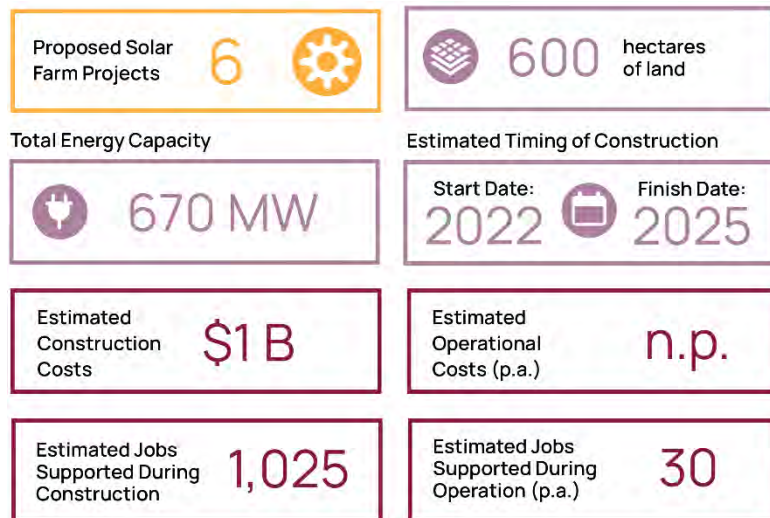 Proposed Solar
Farm Projects
6
600
hectares
of land
Total Energy Capacity
670 MW
Estimated Timing of Construction
Start Date:
2022
Finish Date:
2025
Estimated
Construction
Costs
$1 B
Estimated
Operational
Costs (p.a.)
n.p.
Estimated Jobs
Supported During
Construction
1,025
Estimated Jobs
Supported During
Operation (p.a.)
30